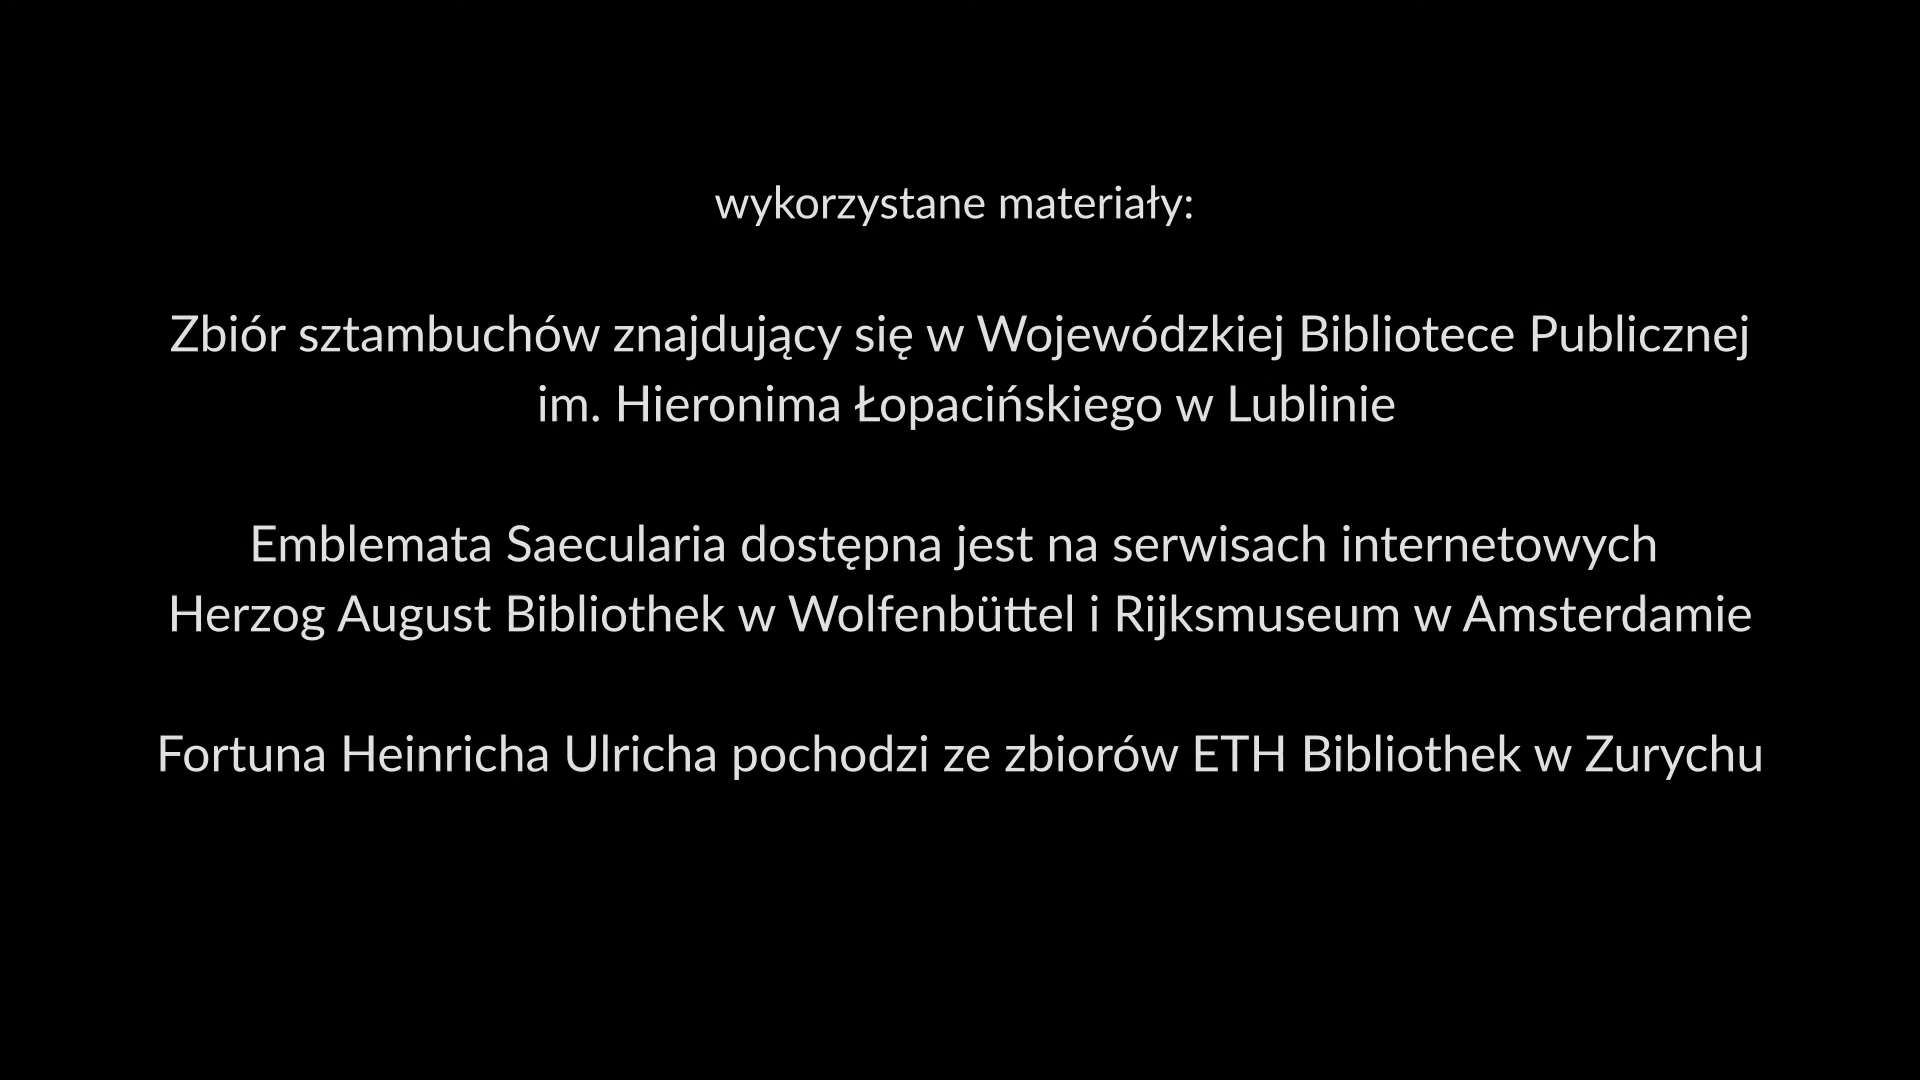 wykorzystane materiały:
Zbiór sztambuchów znajdujący się w Wojewódzkiej Bibliotece Publicznej
im. Hieronima Łopacińskiego w Lublinie
Emblemata Saecularia dostępna jest na serwisach internetowych
Herzog August Bibliothek w Wolfenbüttel i Rijksmuseum w Amsterdamie
Fortuna Heinricha Ulricha pochodzi ze zbiorów ETH Bibliothek w Zurychu